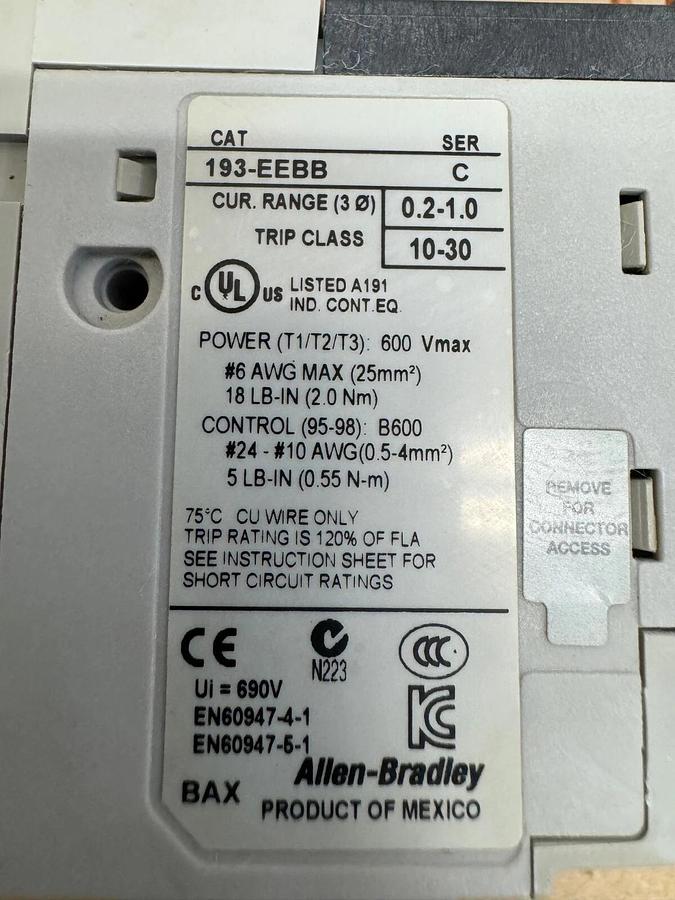 CAT SER
193-EEBB C
CUR. RANGE (3 Ø) 0.2-1.0
TRIP CLASS 10-30
c UL US LISTED A191
IND. CONT.EQ.
POWER (T1/T2/T3): 600 Vmax
#6 AWG MAX (25mm²)
18 LB-IN (2.0 Nm)
CONTROL (95-98): B600
#24 - #10 AWG(0.5-4mm²)
5 LB-IN (0.55 N-m)
75°C CU WIRE ONLY
TRIP RATING IS 120% OF FLA
SEE INSTRUCTION SHEET FOR
SHORT CIRCUIT RATINGS
REMOVE
FOR
CONNECTOR
ACCESS
CE N223 CCC
Ui = 690V
EN60947-4-1
EN60947-5-1
KC
Allen-Bradley
BAX PRODUCT OF MEXICO